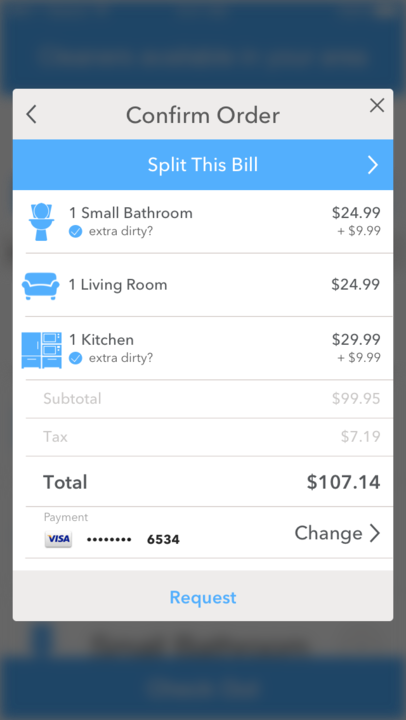 Confirm Order
Split This Bill
1 Small Bathroom $24.99
extra dirty? + $9.99
1 Living Room $24.99
1 Kitchen $29.99
extra dirty? + $9.99
Subtotal $99.95
Tax $7.19
Total $107.14
Payment
VISA •••••••• 6534 Change
Request